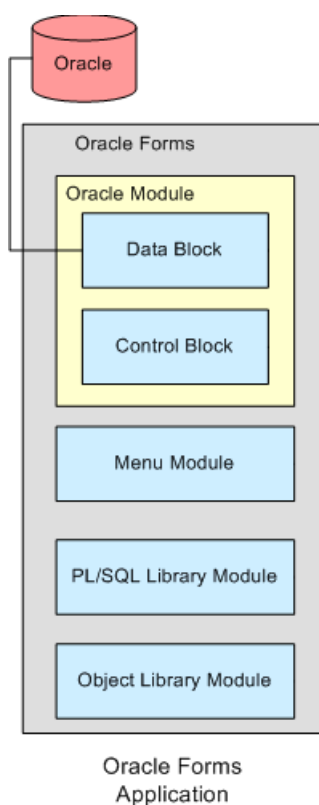 Oracle
Oracle Forms
Oracle Module
Data Block
Control Block
Menu Module
PL/SQL Library Module
Object Library Module
Oracle Forms
Application